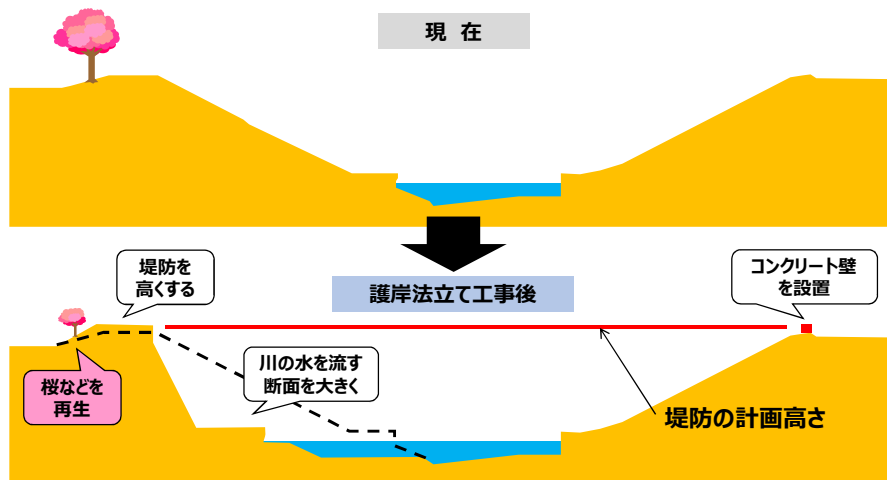 現 在
堤防を
高くする
護岸法立て工事後
コンクリート壁
を設置
川の水を流す
断面を大きく
桜などを
再生
堤防の計画高さ